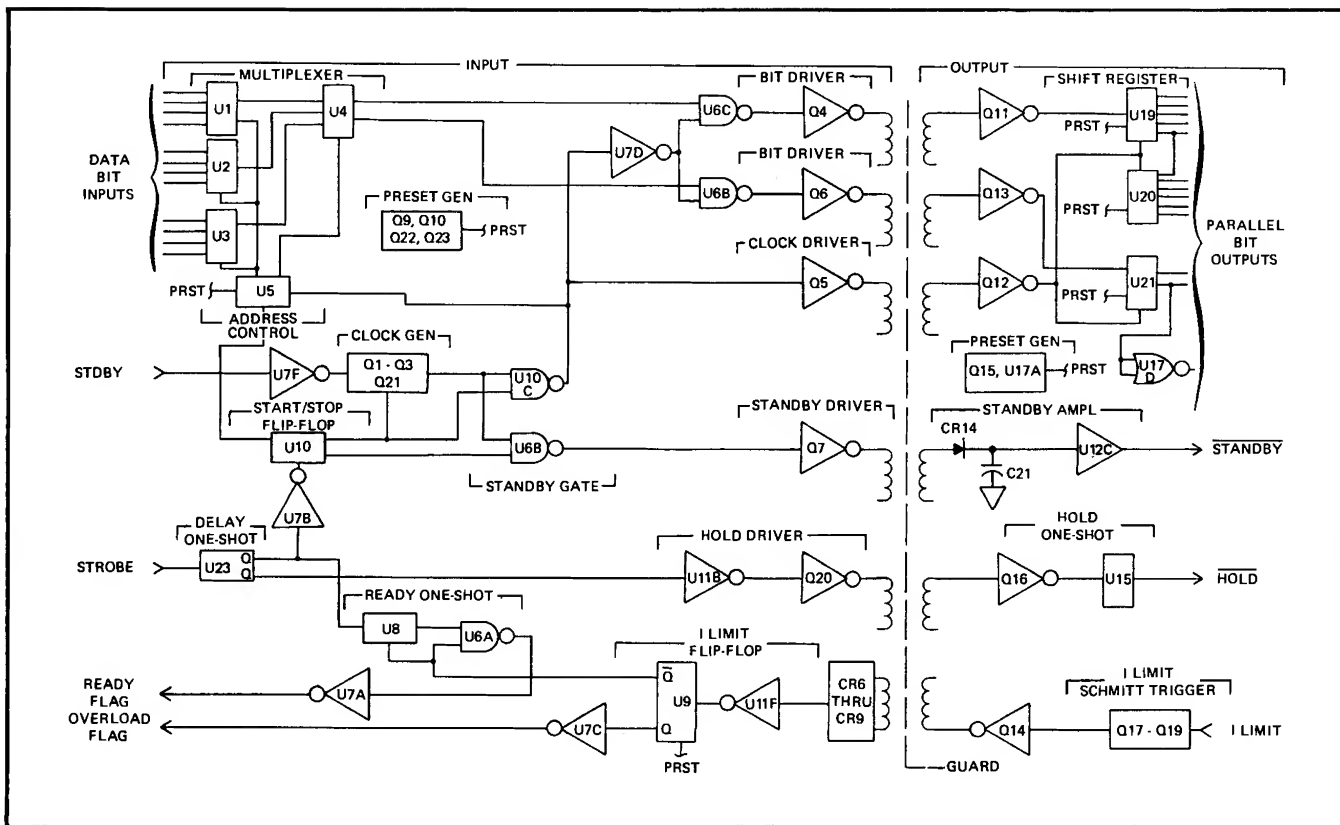 INPUT
OUTPUT
MULTIPLEXER
BIT DRIVER
SHIFT REGISTER
U1
U4
U6C
Q4
Q11
U19
PRST
DATA
BIT
INPUTS
U2
U7D
BIT DRIVER
U3
PRESET GEN
Q9, Q10
Q22, Q23
PRST
U6B
Q6
Q13
U20
PRST
PARALLEL
BIT
OUTPUTS
CLOCK DRIVER
PRST
U5
Q5
Q12
U21
PRST
ADDRESS
CONTROL
CLOCK GEN
PRESET GEN
Q15, U17A
PRST
U17
D
STDBY
U7F
Q1 - Q3
Q21
U10
C
START/STOP
FLIP-FLOP
STANDBY DRIVER
STANDBY AMPL
U10
U6B
Q7
CR14
U12C
STANDBY
C21
STANDBY GATE
U7B
DELAY
ONE-SHOT
HOLD DRIVER
HOLD
ONE-SHOT
STROBE
U23
Q
Q
U11B
Q20
Q16
U15
HOLD
READY ONE-SHOT
U8
U6A
I LIMIT
FLIP-FLOP
I LIMIT
SCHMITT TRIGGER
READY
FLAG
U7A
Q̅
U9
Q
U11F
CR6
THRU
CR9
Q14
Q17 - Q19
I LIMIT
OVERLOAD
FLAG
U7C
PRST
GUARD